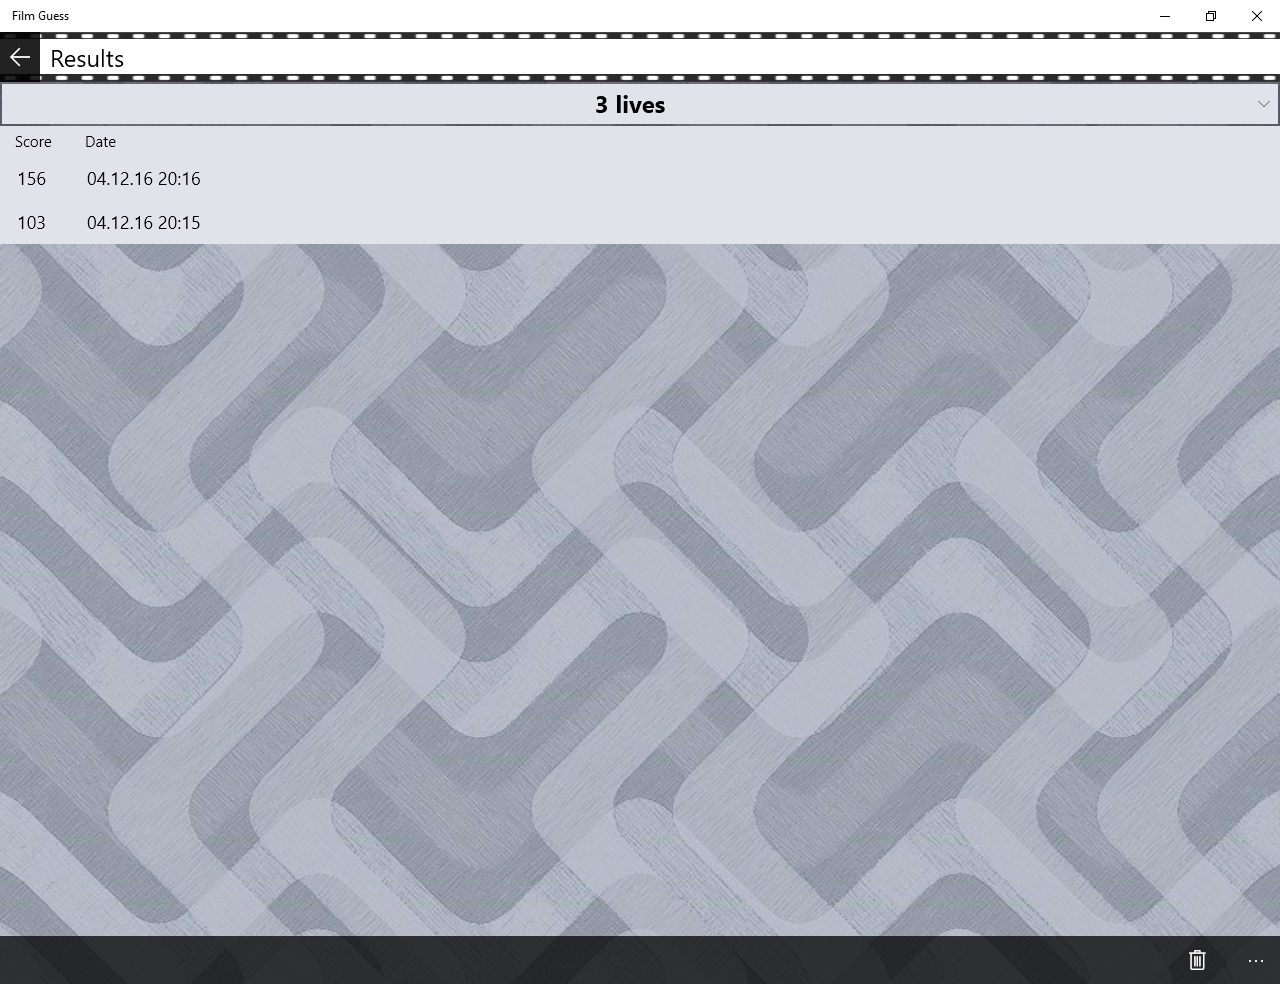 Film Guess
Results
3 lives
Score Date
156 04.12.16 20:16
103 04.12.16 20:15